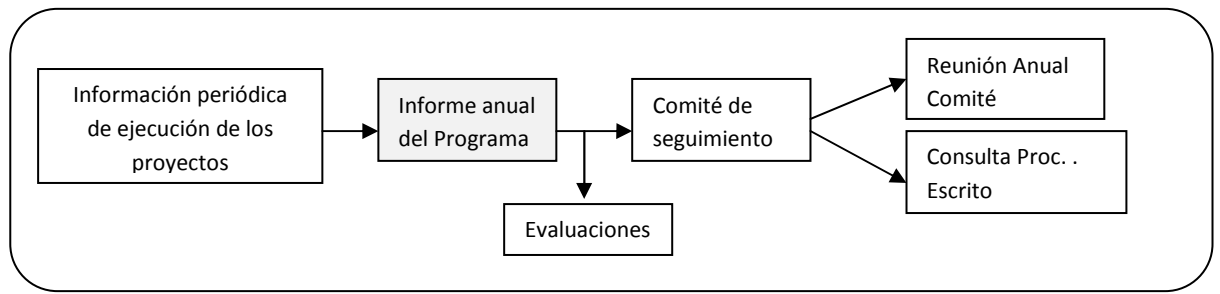 Información periódica
de ejecución de los
proyectos
Informe anual
del Programa
Comité de
seguimiento
Reunión Anual
Comité
Consulta Proc. .
Escrito
Evaluaciones